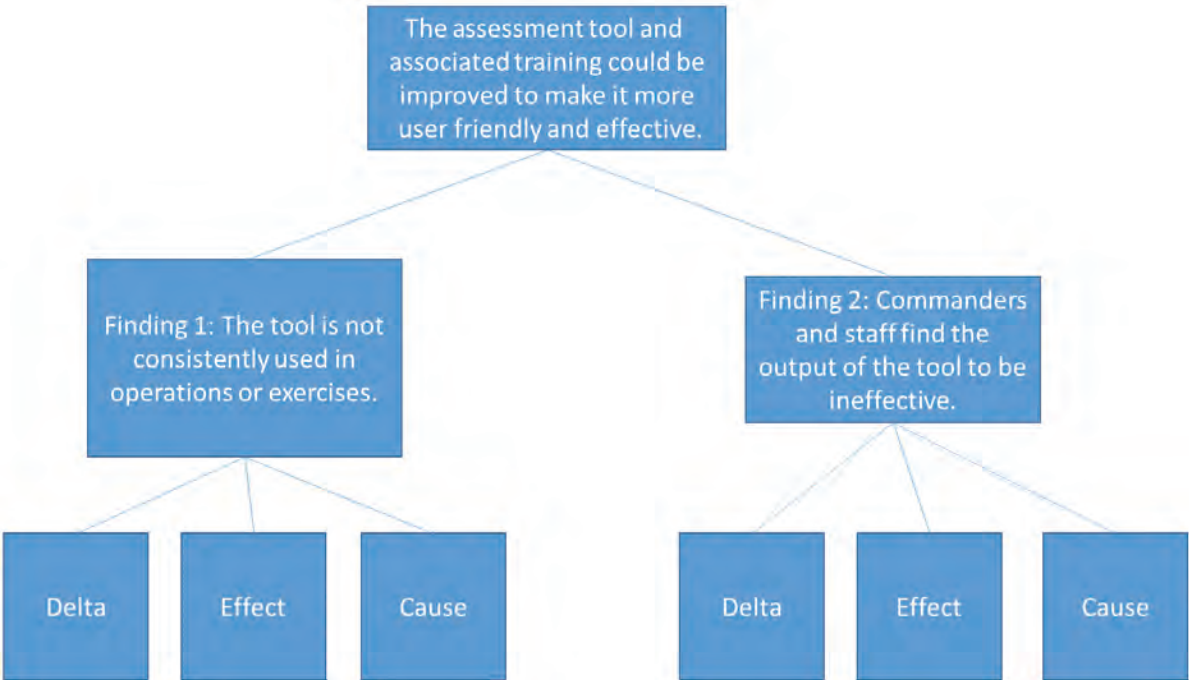 The assessment tool and
associated training could be
improved to make it more
user friendly and effective.
Finding 1: The tool is not
consistently used in
operations or exercises.
Finding 2: Commanders
and staff find the
output of the tool to be
ineffective.
Delta
Effect
Cause
Delta
Effect
Cause